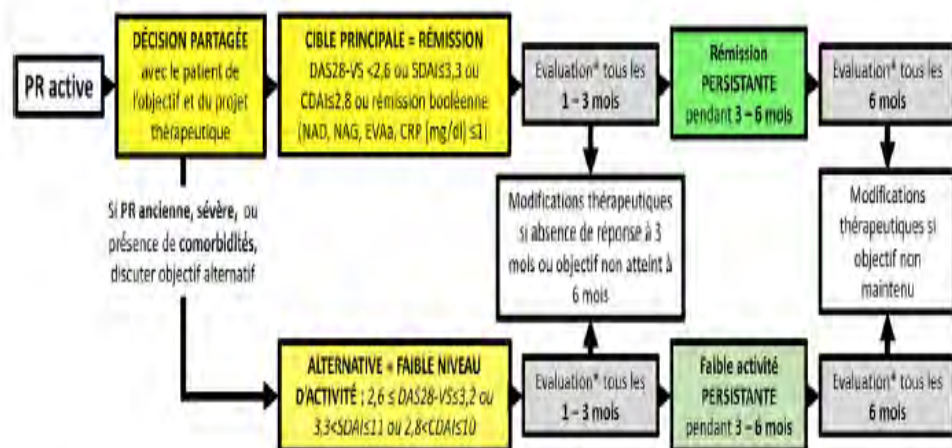 PR active
DÉCISION PARTAGÉE
avec le patient de
l'objectif et du projet
thérapeutique
CIBLE PRINCIPALE = RÉMISSION
DAS28-VS <2,6 ou SDAI≤3,3 ou
CDAI≤2,8 ou rémission booléenne
(NAD, NAG, EVAa, CRP [mg/dl] ≤1)
Evaluation* tous les
1 – 3 mois
Rémission
PERSISTANTE
pendant 3 – 6 mois
Evaluation* tous les
6 mois
Si PR ancienne, sévère, ou
présence de comorbidités,
discuter objectif alternatif
Modifications thérapeutiques
si absence de réponse à 3
mois ou objectif non atteint à
6 mois
Modifications
thérapeutiques si
objectif non
maintenu
ALTERNATIVE = FAIBLE NIVEAU
D'ACTIVITÉ : 2,6 ≤ DAS28-VS≤3,2 ou
3,3<SDAI≤11 ou 2,8<CDAI≤10
Evaluation* tous les
1 – 3 mois
Faible activité
PERSISTANTE
pendant 3 – 6 mois
Evaluation* tous les
6 mois